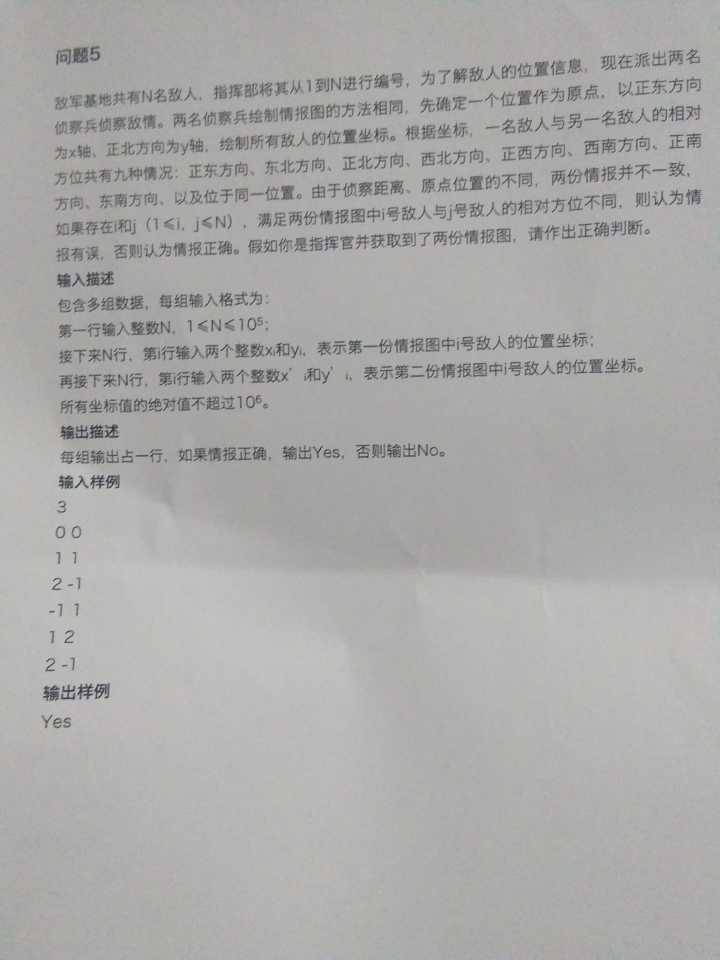 问题5
敌军基地共有N名敌人，指挥部将其从1到N进行编号，为了解敌人的位置信息，现在派出两名
侦察兵侦察敌情。两名侦察兵绘制情报图的方法相同，先确定一个位置作为原点，以正东方向
为x轴、正北方向为y轴，绘制所有敌人的位置坐标。根据坐标，一名敌人与另一名敌人的相对
方位共有九种情况：正东方向、东北方向、正北方向、西北方向、正西方向、西南方向、正南
方向、东南方向、以及位于同一位置。由于侦察距离、原点位置的不同，两份情报并不一致，
如果存在i和j（1≤i，j≤N），满足两份情报图中i号敌人与j号敌人的相对方位不同，则认为情
报有误，否则认为情报正确。假如你是指挥官并获取到了两份情报图，请作出正确判断。
输入描述
包含多组数据，每组输入格式为：
第一行输入整数N，1≤N≤10⁵；
接下来N行，第i行输入两个整数xᵢ和yᵢ，表示第一份情报图中i号敌人的位置坐标；
再接下来N行，第i行输入两个整数x’ᵢ和y’ᵢ，表示第二份情报图中i号敌人的位置坐标。
所有坐标值的绝对值不超过10⁶。
输出描述
每组输出占一行，如果情报正确，输出Yes，否则输出No。
输入样例
3
0 0
1 1
2 -1
-1 1
1 2
2 -1
输出样例
Yes